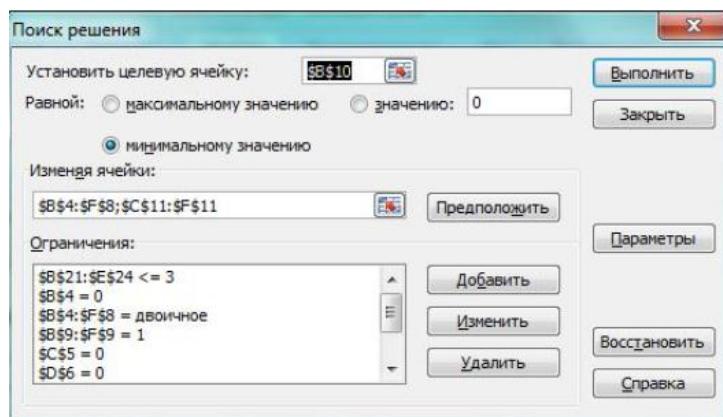 Поиск решения
Установить целевую ячейку: $B$10
Выполнить
Равной: максимальному значению значению: 0
Закрыть
минимальному значению
Изменяя ячейки:
$B$4:$F$8;$C$11:$F$11
Предположить
Параметры
Ограничения:
$B$21:$E$24 <= 3
$B$4 = 0
$B$4:$F$8 = двоичное
$B$9:$F$9 = 1
$C$5 = 0
$D$6 = 0
Добавить
Изменить
Удалить
Восстановить
Справка